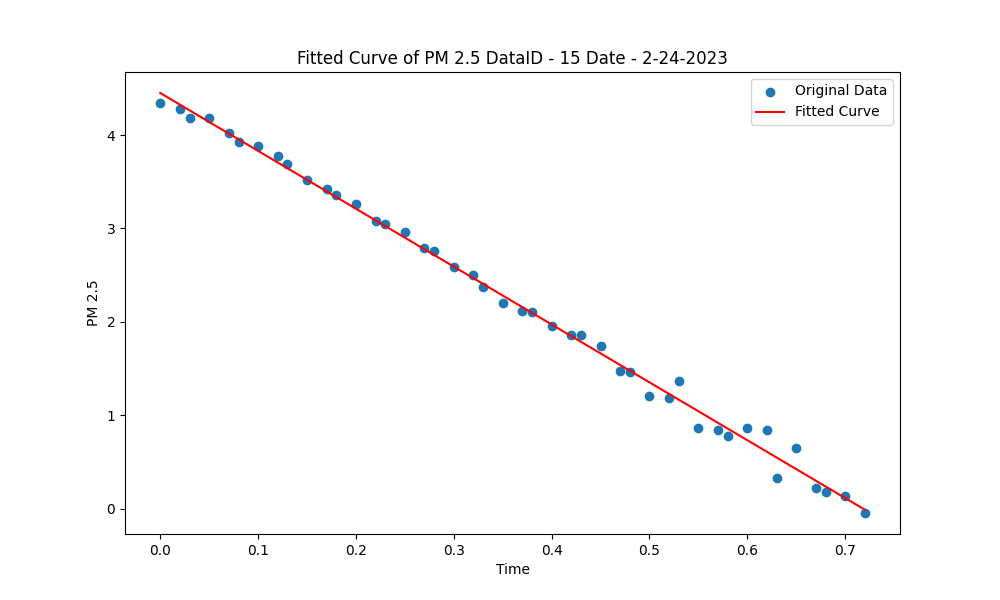 Fitted Curve of PM 2.5 DataID - 15 Date - 2-24-2023
Original Data
Fitted Curve
4
3
2
1
0
PM 2.5
0.0 0.1 0.2 0.3 0.4 0.5 0.6 0.7
Time